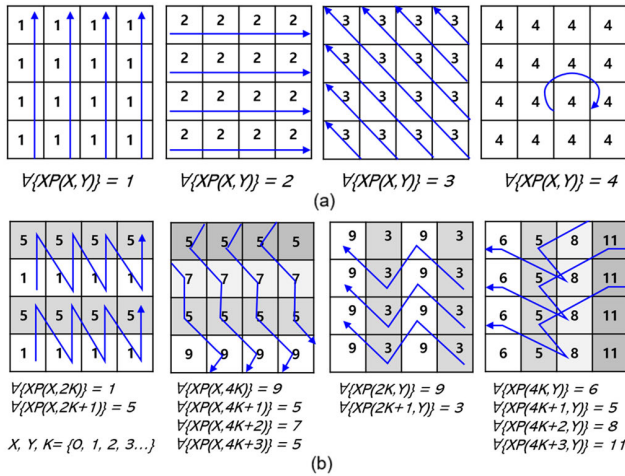 1 1 1 1
1 1 1 1
1 1 1 1
1 1 1 1
∀{XP(X,Y)} = 1
2 2 2 2
2 2 2 2
2 2 2 2
2 2 2 2
∀{XP(X,Y)} = 2
3 3 3 3
3 3 3 3
3 3 3 3
3 3 3 3
∀{XP(X,Y)} = 3
4 4 4 4
4 4 4 4
4 4 4 4
4 4 4 4
∀{XP(X,Y)} = 4
(a)
5 5 5 5
1 1 1 1
5 5 5 5
1 1 1 1
∀{XP(X,2K)} = 1
∀{XP(X,2K+1)} = 5
X, Y, K= {0, 1, 2, 3...}
5 5 5 5
7 7 7 7
5 5 5 5
9 9 9 9
∀{XP(X,4K)} = 9
∀{XP(X,4K+1)} = 5
∀{XP(X,4K+2)} = 7
∀{XP(X,4K+3)} = 5
9 3 9 3
9 3 9 3
9 3 9 3
9 3 9 3
∀{XP(2K,Y)} = 9
∀{XP(2K+1,Y)} = 3
6 5 8 11
6 5 8 11
6 5 8 11
6 5 8 11
∀{XP(4K,Y)} = 6
∀{XP(4K+1,Y)} = 5
∀{XP(4K+2,Y)} = 8
∀{XP(4K+3,Y)} = 11
(b)